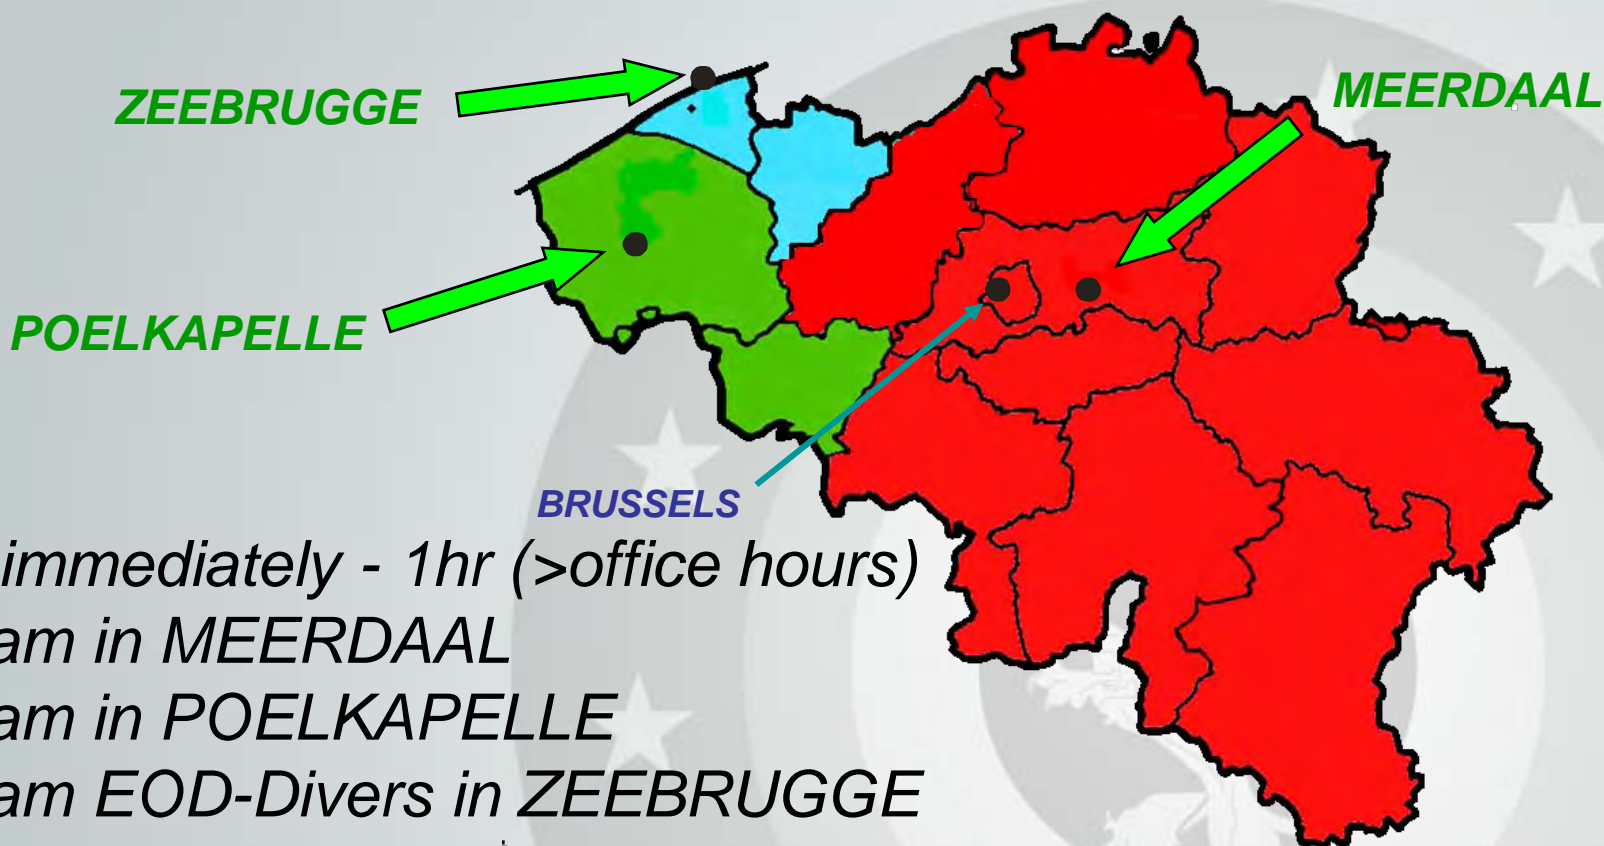 ZEEBRUGGE
MEERDAAL
POELKAPELLE
BRUSSELS
immediately - 1hr (>office hours)
am in MEERDAAL
am in POELKAPELLE
am EOD-Divers in ZEEBRUGGE